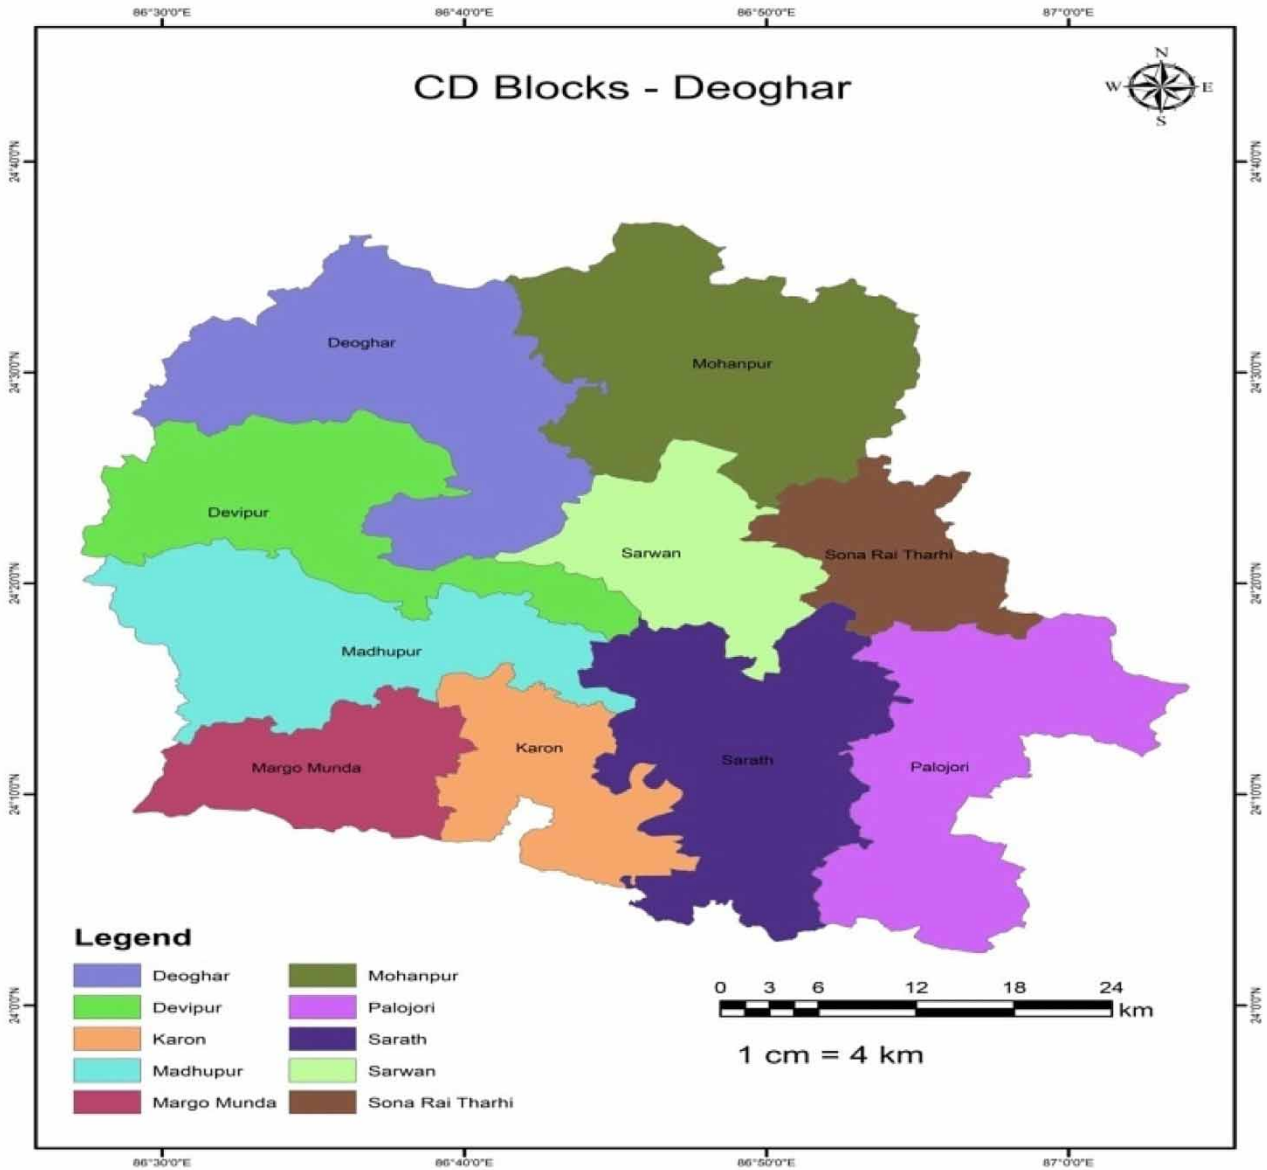 86°30'0"E 86°40'0"E 86°50'0"E 87°0'0"E
CD Blocks - Deoghar
N
W E
S
24°40'0"N 24°40'0"N
Deoghar
Mohanpur
24°30'0"N 24°30'0"N
Devipur
Sarwan
Sona Rai Tharhi
24°20'0"N 24°20'0"N
Madhupur
Karon
Sarath
Margo Munda
Palojori
24°10'0"N 24°10'0"N
Legend
Deoghar Mohanpur
Devipur Palojori
Karon Sarath
Madhupur Sarwan
Margo Munda Sona Rai Tharhi
0 3 6 12 18 24
km
1 cm = 4 km
24°0'0"N 24°0'0"N
86°30'0"E 86°40'0"E 86°50'0"E 87°0'0"E